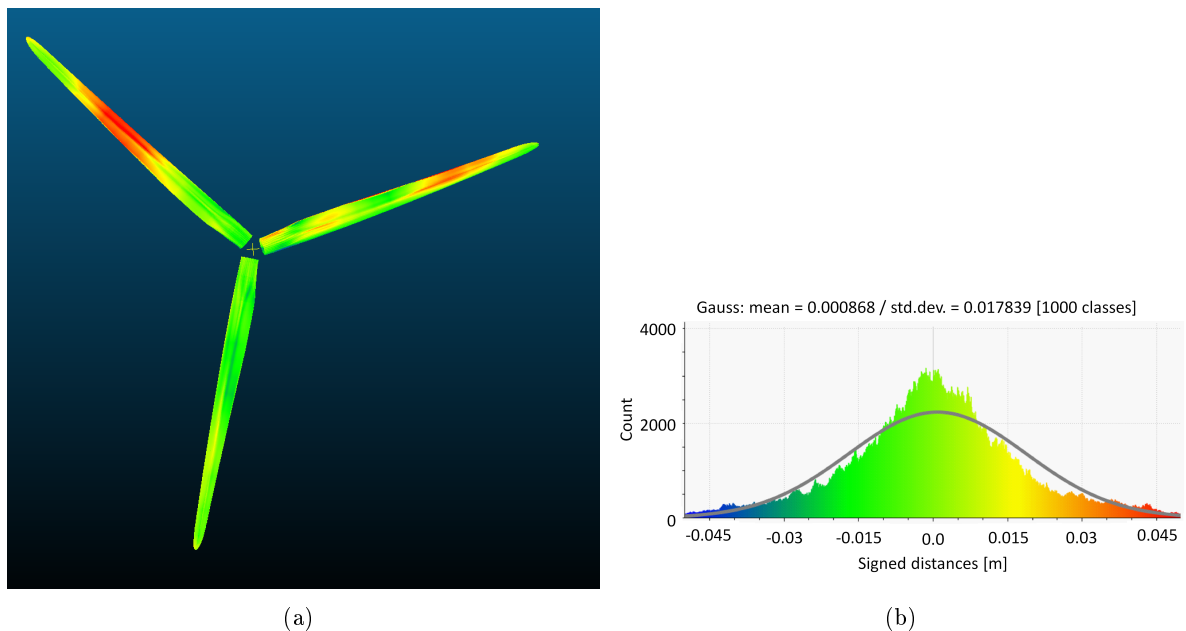 Gauss: mean = 0.000868 / std.dev. = 0.017839 [1000 classes]
4000
2000
0
Count
-0.045 -0.03 -0.015 0.0 0.015 0.03 0.045
Signed distances [m]
(a) (b)